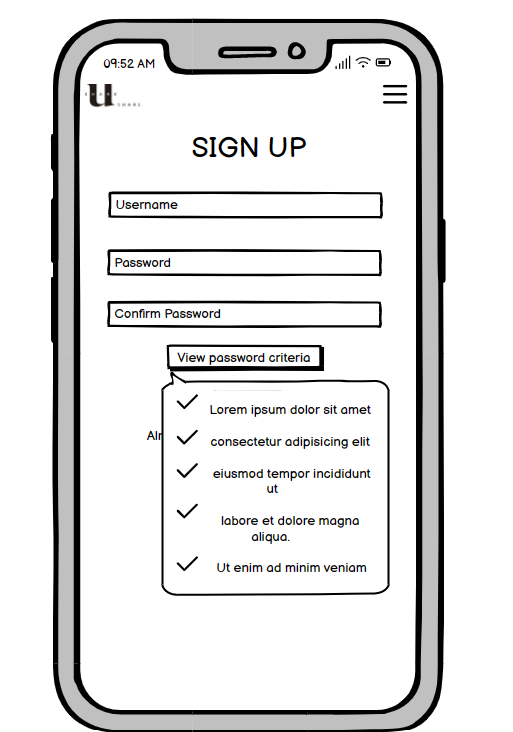 09:52 AM
U
SHARE
SIGN UP
Username
Password
Confirm Password
View password criteria
Lorem ipsum dolor sit amet
consectetur adipisicing elit
Alr
eiusmod tempor incididunt
ut
labore et dolore magna
aliqua.
Ut enim ad minim veniam